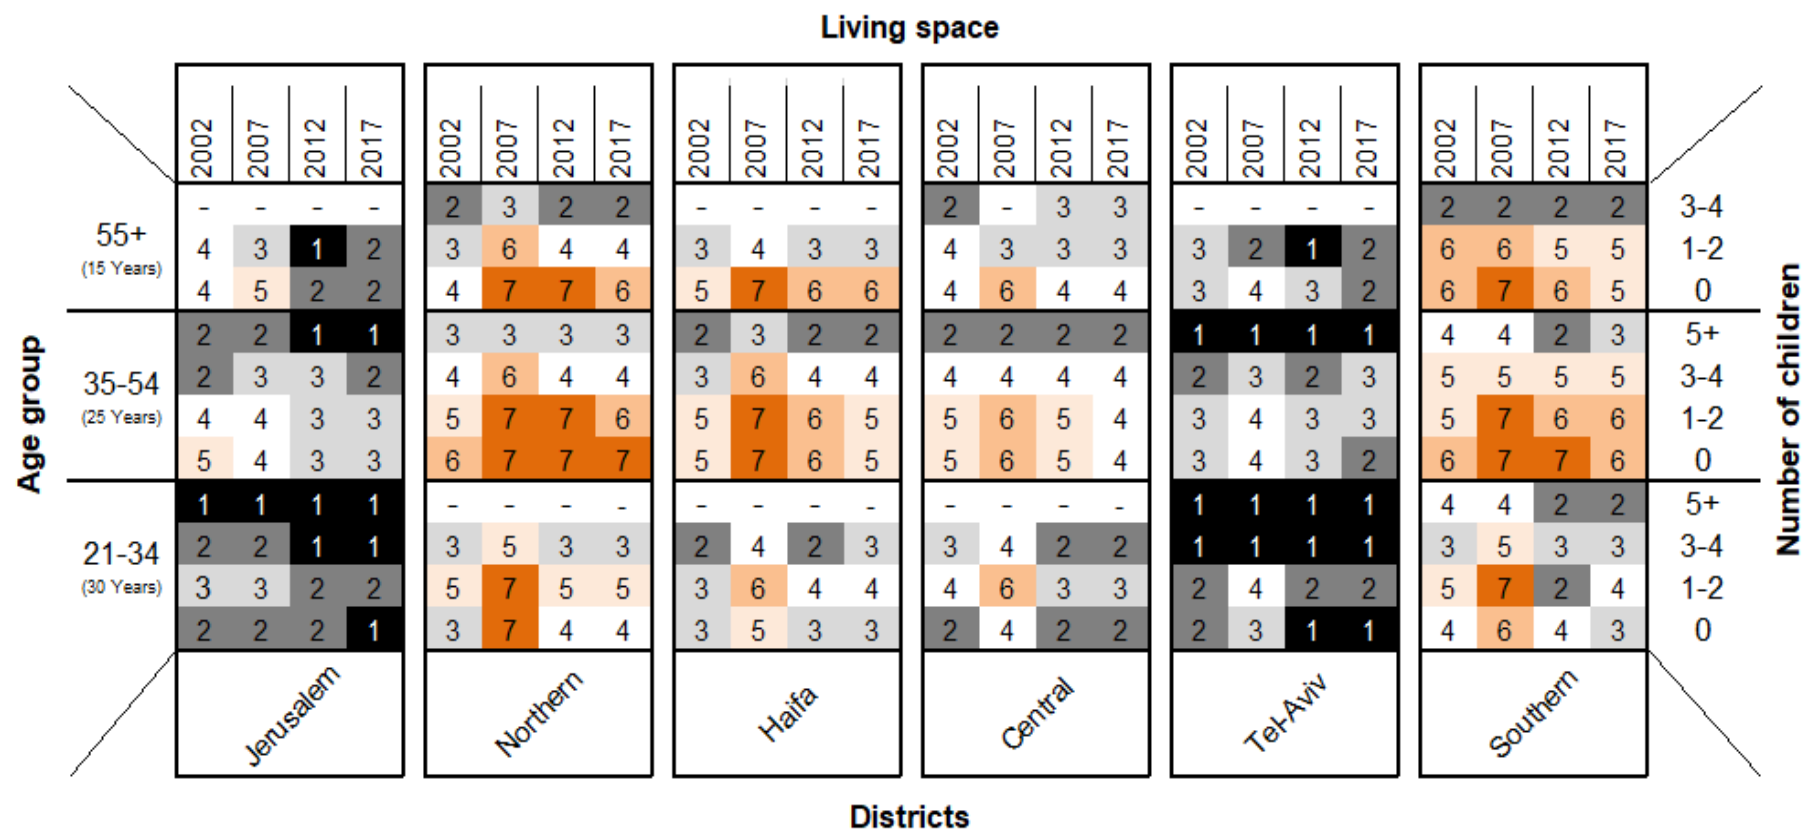 Living space
2002 2007 2012 2017 2002 2007 2012 2017 2002 2007 2012 2017 2002 2007 2012 2017 2002 2007 2012 2017 2002 2007 2012 2017
- - - - 2 3 2 2 - - - - 2 - 3 3 - - - - 2 2 2 2 3-4
55+ 4 3 1 2 3 6 4 4 3 4 3 3 4 3 3 3 3 2 1 2 6 6 5 5 1-2
(15 Years) 4 5 2 2 4 7 7 6 5 7 6 6 4 6 4 4 3 4 3 2 6 7 6 5 0
2 2 1 1 3 3 3 3 2 3 2 2 2 2 2 2 1 1 1 1 4 4 2 3 5+
35-54 2 3 3 2 4 6 4 4 3 6 4 4 4 4 4 4 2 3 2 3 5 5 5 5 3-4
(25 Years) 4 4 3 3 5 7 7 6 5 7 6 5 5 6 5 4 3 4 3 3 5 7 6 6 1-2
5 4 3 3 6 7 7 7 5 7 6 5 5 6 5 4 3 4 3 2 6 7 7 6 0
1 1 1 1 - - - - - - - - - - - - 1 1 1 1 4 4 2 2 5+
21-34 2 2 1 1 3 5 3 3 2 4 2 3 3 4 2 2 1 1 1 1 3 5 3 3 3-4
(30 Years) 3 3 2 2 5 7 5 5 3 6 4 4 4 6 3 3 2 4 2 2 5 7 2 4 1-2
2 2 2 1 3 7 4 4 3 5 3 3 2 4 2 2 2 3 1 1 4 6 4 3 0
Age group
Number of children
Jerusalem Northern Haifa Central Tel-Aviv Southern
Districts